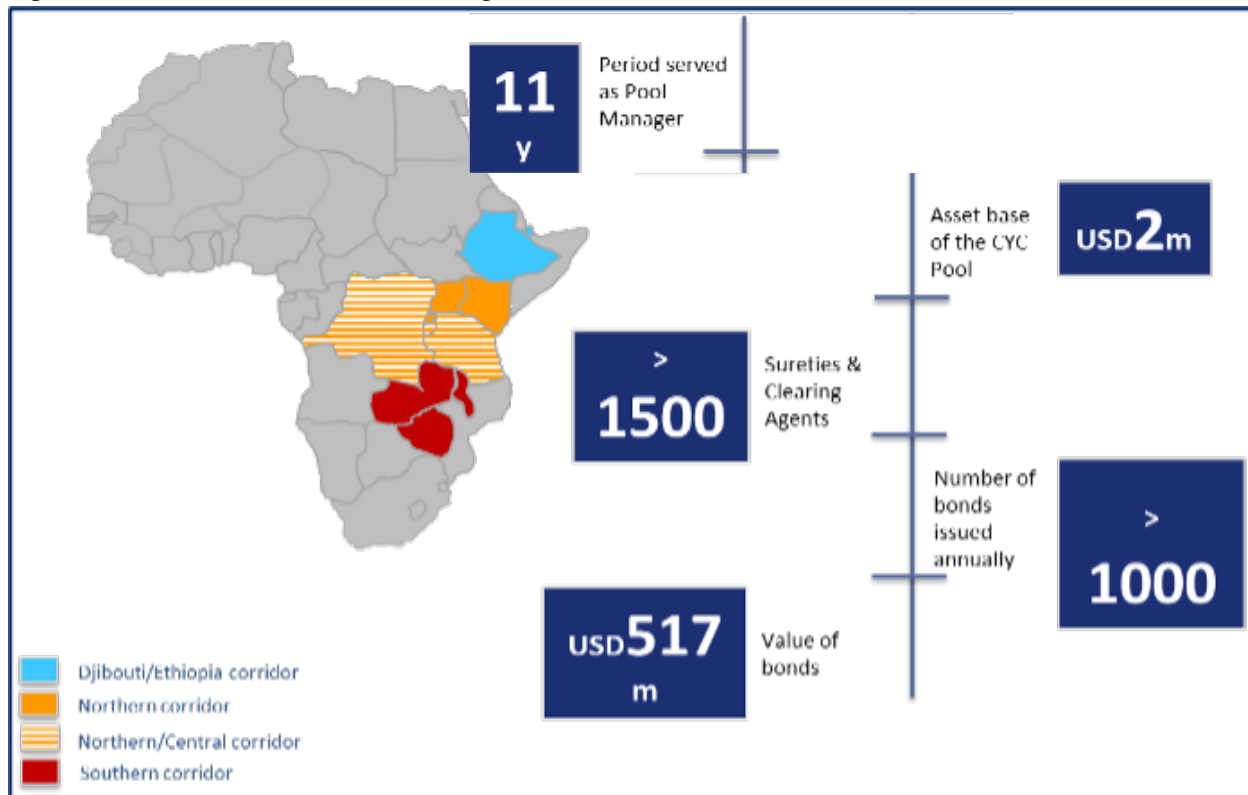 11
y
Period served
as Pool
Manager
Asset base
of the CYC
Pool
USD2m
>
1500
Sureties &
Clearing
Agents
Number of
bonds
issued
annually
>
1000
USD517
m
Value of
bonds
Djibouti/Ethiopia corridor
Northern corridor
Northern/Central corridor
Southern corridor